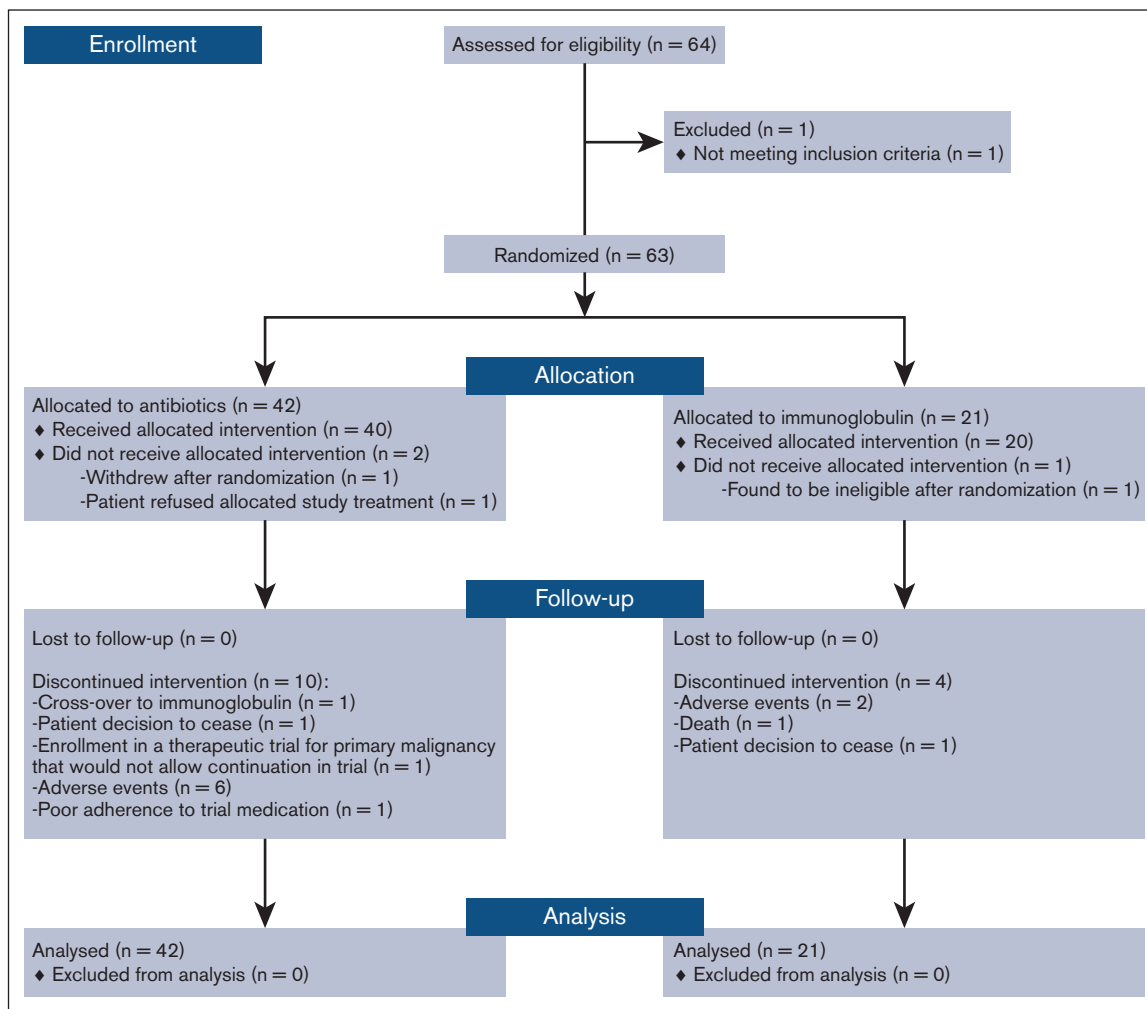 Enrollment
Assessed for eligibility (n = 64)
Excluded (n = 1)
♦ Not meeting inclusion criteria (n = 1)
Randomized (n = 63)
Allocation
Allocated to antibiotics (n = 42)
♦ Received allocated intervention (n = 40)
♦ Did not receive allocated intervention (n = 2)
-Withdrew after randomization (n = 1)
-Patient refused allocated study treatment (n = 1)
Allocated to immunoglobulin (n = 21)
♦ Received allocated intervention (n = 20)
♦ Did not receive allocated intervention (n = 1)
-Found to be ineligible after randomization (n = 1)
Follow-up
Lost to follow-up (n = 0)
Discontinued intervention (n = 10):
-Cross-over to immunoglobulin (n = 1)
-Patient decision to cease (n = 1)
-Enrollment in a therapeutic trial for primary malignancy
that would not allow continuation in trial (n = 1)
-Adverse events (n = 6)
-Poor adherence to trial medication (n = 1)
Lost to follow-up (n = 0)
Discontinued intervention (n = 4)
-Adverse events (n = 2)
-Death (n = 1)
-Patient decision to cease (n = 1)
Analysis
Analysed (n = 42)
♦ Excluded from analysis (n = 0)
Analysed (n = 21)
♦ Excluded from analysis (n = 0)